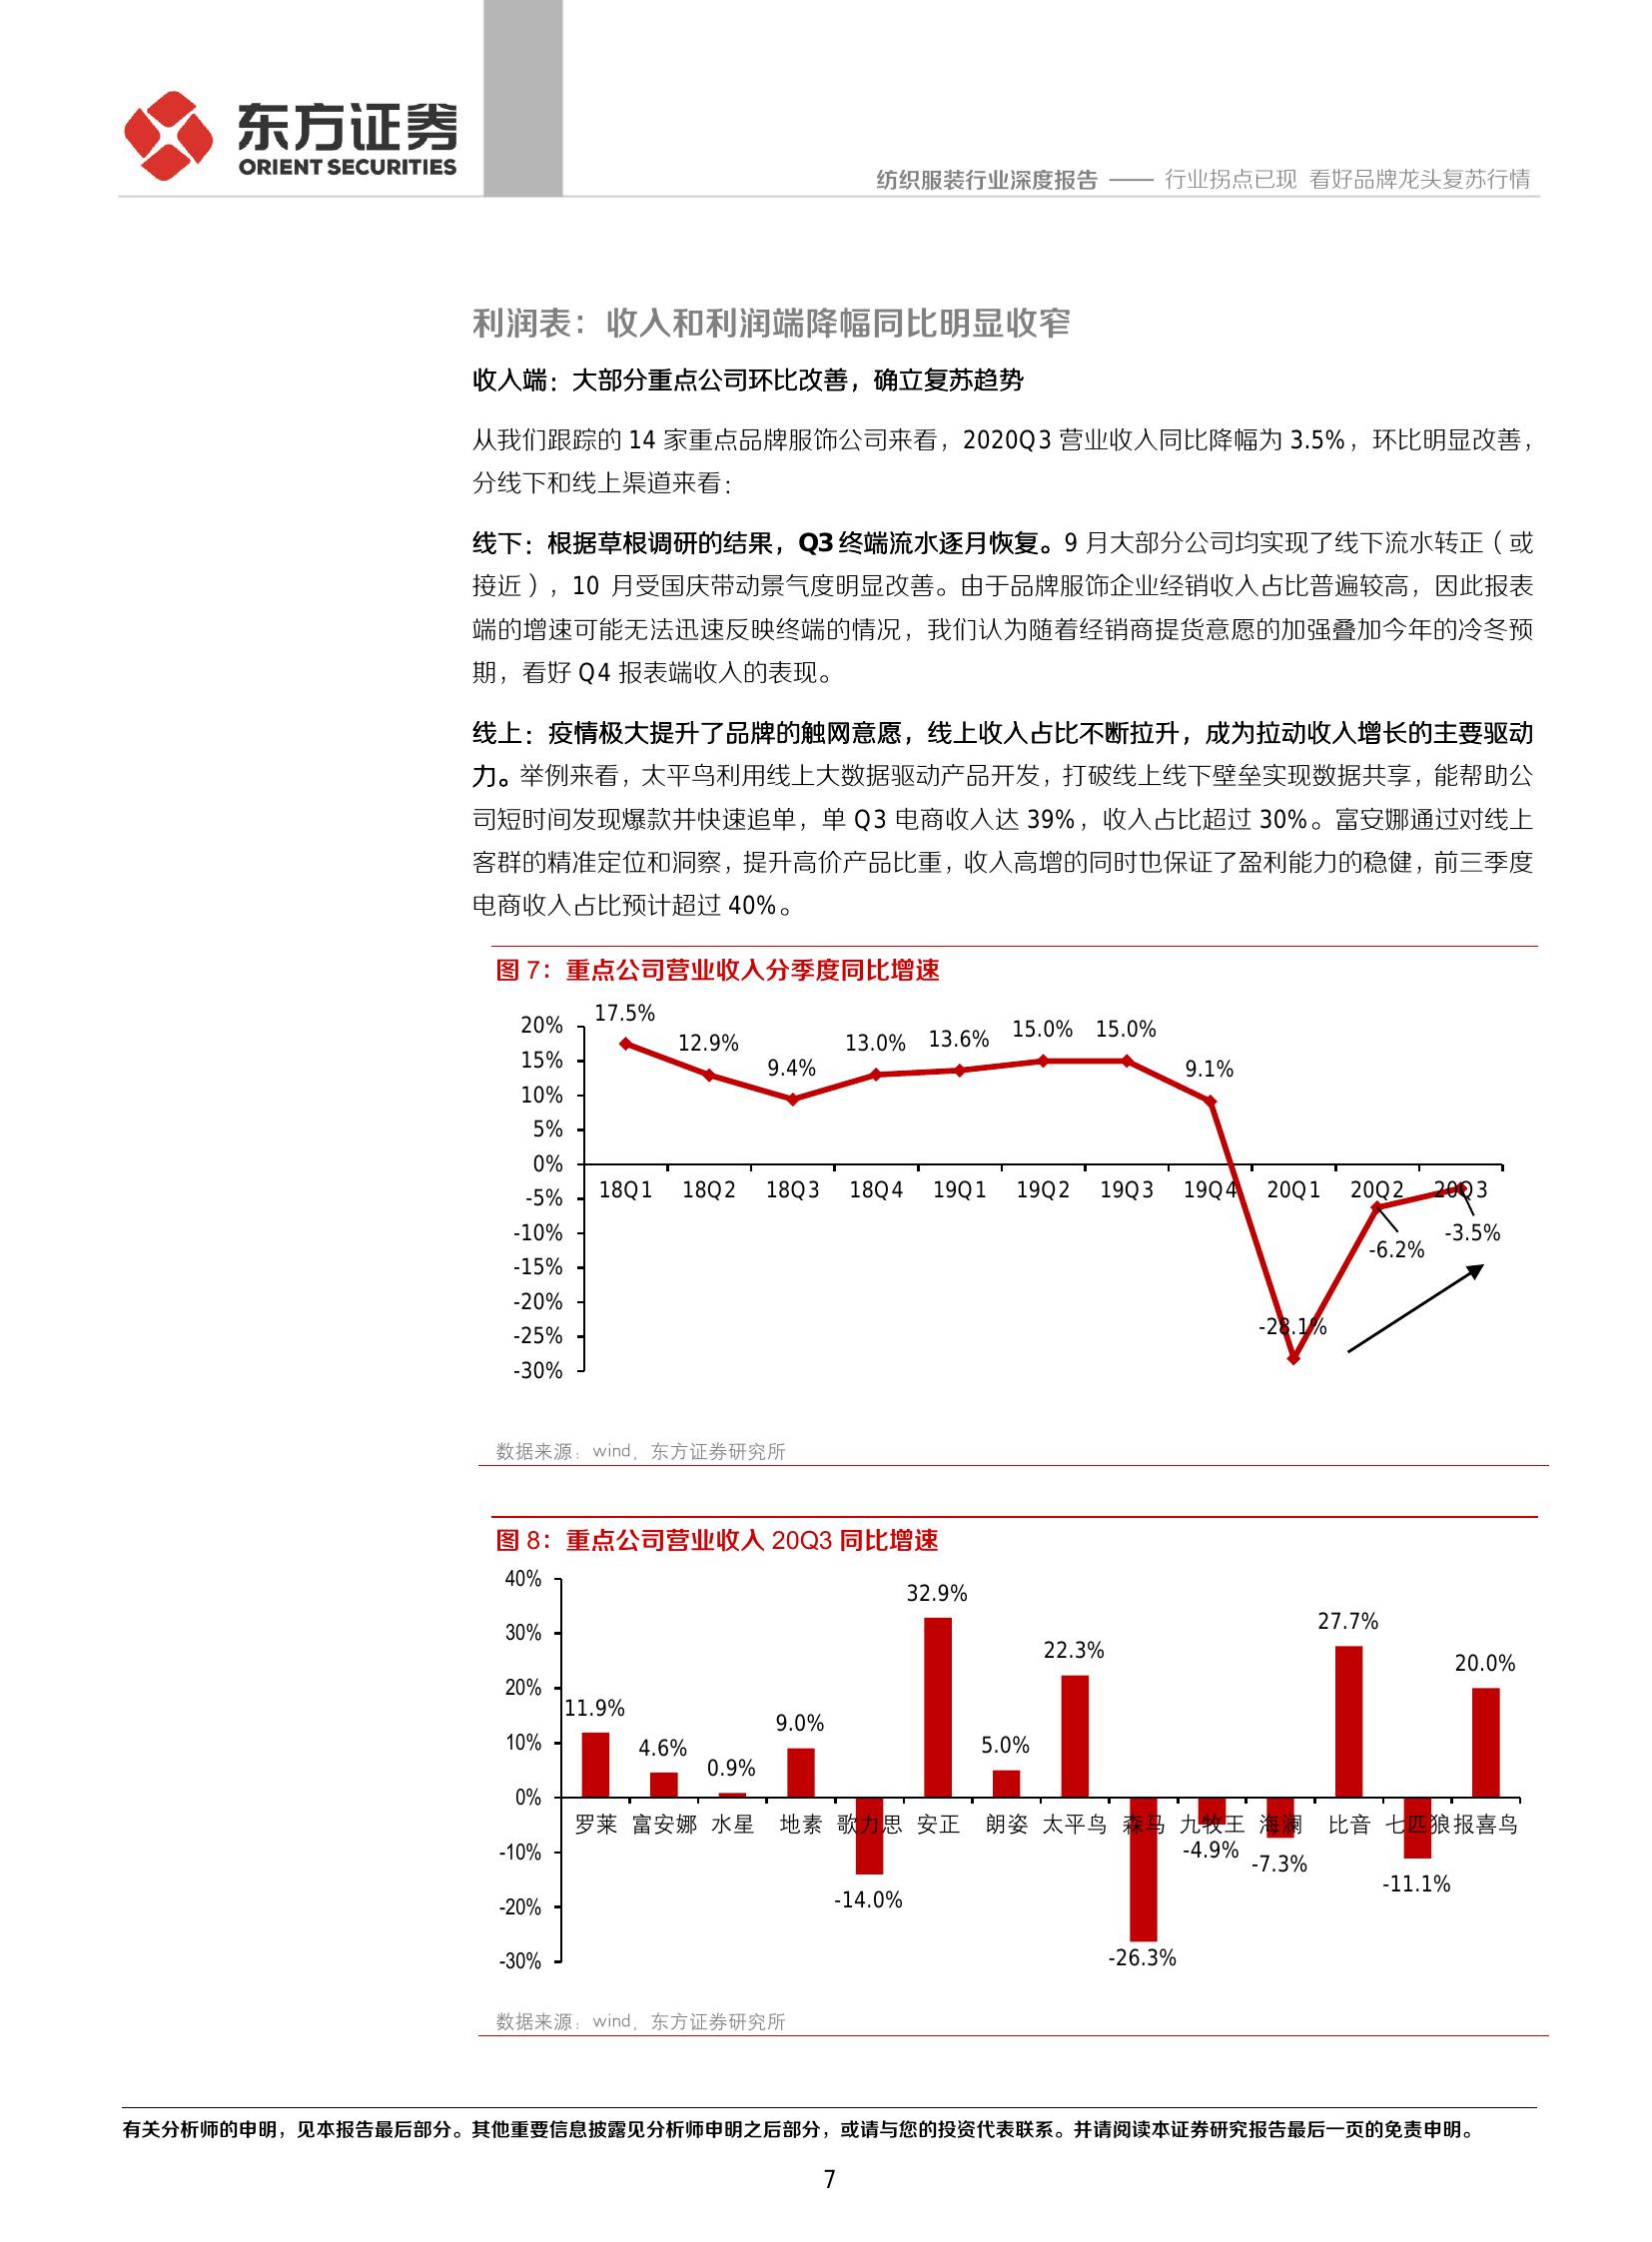 东方证券
ORIENT SECURITIES
纺织服装行业深度报告 —— 行业拐点已现 看好品牌龙头复苏行情
利润表：收入和利润端降幅同比明显收窄
收入端：大部分重点公司环比改善，确立复苏趋势
从我们跟踪的 14 家重点品牌服饰公司来看，2020Q3 营业收入同比降幅为 3.5%，环比明显改善，
分线下和线上渠道来看：
线下：根据草根调研的结果，Q3 终端流水逐月恢复。9 月大部分公司均实现了线下流水转正（或
接近），10 月受国庆带动景气度明显改善。由于品牌服饰企业经销收入占比普遍较高，因此报表
端的增速可能无法迅速反映终端的情况，我们认为随着经销商提货意愿的加强叠加今年的冷冬预
期，看好 Q4 报表端收入的表现。
线上：疫情极大提升了品牌的触网意愿，线上收入占比不断拉升，成为拉动收入增长的主要驱动
力。举例来看，太平鸟利用线上大数据驱动产品开发，打破线上线下壁垒实现数据共享，能帮助公
司短时间发现爆款并快速追单，单 Q3 电商收入达 39%，收入占比超过 30%。富安娜通过对线上
客群的精准定位和洞察，提升高价产品比重，收入高增的同时也保证了盈利能力的稳健，前三季度
电商收入占比预计超过 40%。
图 7：重点公司营业收入分季度同比增速
17.5% 12.9% 9.4% 13.0% 13.6% 15.0% 15.0% 9.1% -28.1% -6.2% -3.5%
20%
15%
10%
5%
0%
-5%
-10%
-15%
-20%
-25%
-30%
18Q1 18Q2 18Q3 18Q4 19Q1 19Q2 19Q3 19Q4 20Q1 20Q2 20Q3
数据来源：wind，东方证券研究所
图 8：重点公司营业收入 20Q3 同比增速
40%
30%
20%
10%
0%
-10%
-20%
-30%
11.9% 4.6% 0.9% 9.0% -14.0% 32.9% 5.0% 22.3% -26.3% -4.9% -7.3% 27.7% -11.1% 20.0%
罗莱 富安娜 水星 地素 歌力思 安正 朗姿 太平鸟 森马 九牧王 海澜 比音 七匹狼 报喜鸟
数据来源：wind，东方证券研究所
有关分析师的申明，见本报告最后部分。其他重要信息披露见分析师申明之后部分，或请与您的投资代表联系。并请阅读本证券研究报告最后一页的免责申明。
7